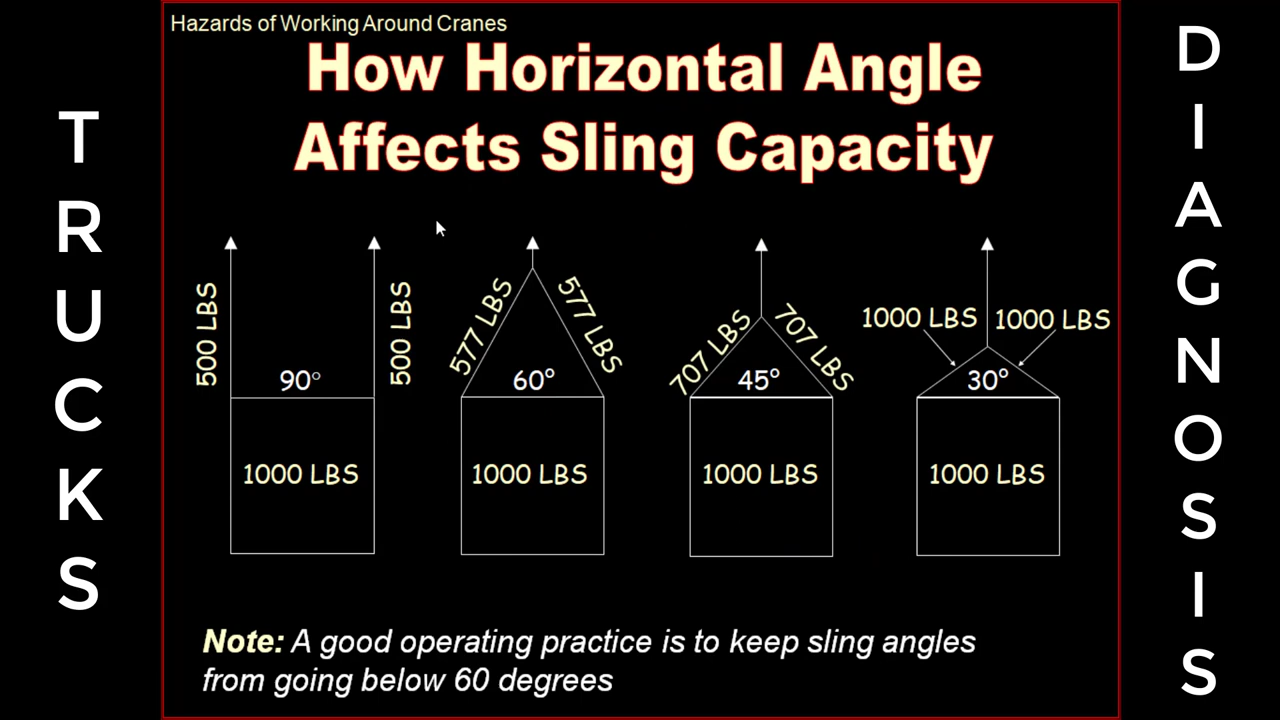 TRUCKS
Hazards of Working Around Cranes
How Horizontal Angle
Affects Sling Capacity
500 LBS
500 LBS
90°
1000 LBS
577 LBS
577 LBS
60°
1000 LBS
707 LBS
707 LBS
45°
1000 LBS
1000 LBS
1000 LBS
30°
1000 LBS
Note: A good operating practice is to keep sling angles
from going below 60 degrees
DIAGNOSIS